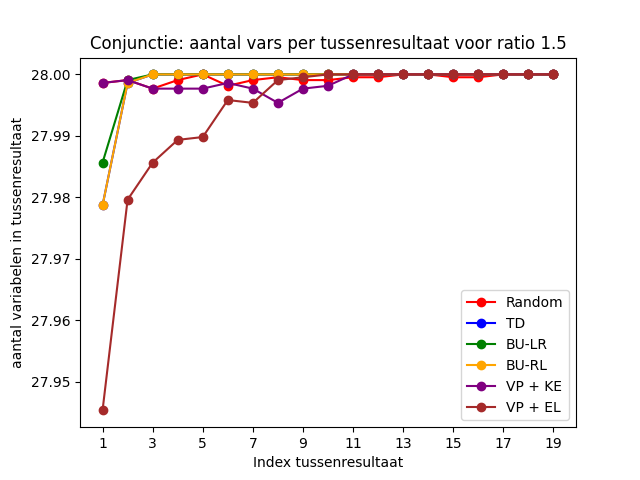 Conjunctie: aantal vars per tussenresultaat voor ratio 1.5
aantal variabelen in tussenresultaat
28.00
27.99
27.98
27.97
27.96
27.95
Random
TD
BU-LR
BU-RL
VP + KE
VP + EL
1 3 5 7 9 11 13 15 17 19
Index tussenresultaat